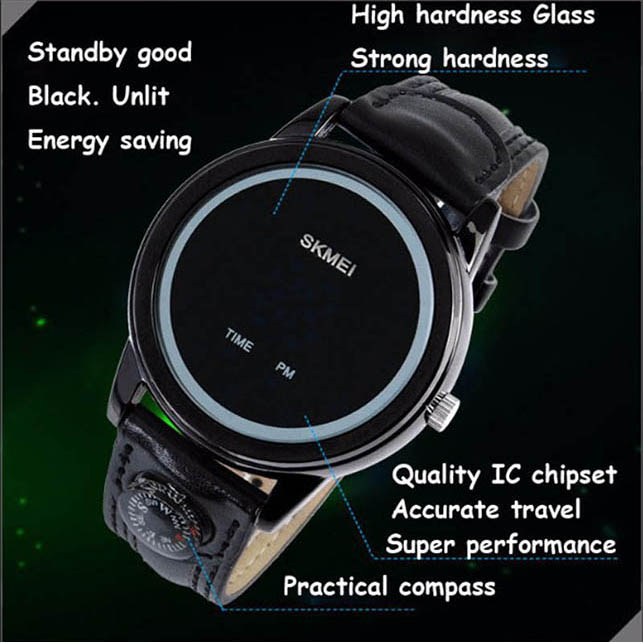 High hardness Glass
Strong hardness
Standby good
Black. Unlit
Energy saving
SKMEI
TIME PM
Quality IC chipset
Accurate travel
Super performance
Practical compass